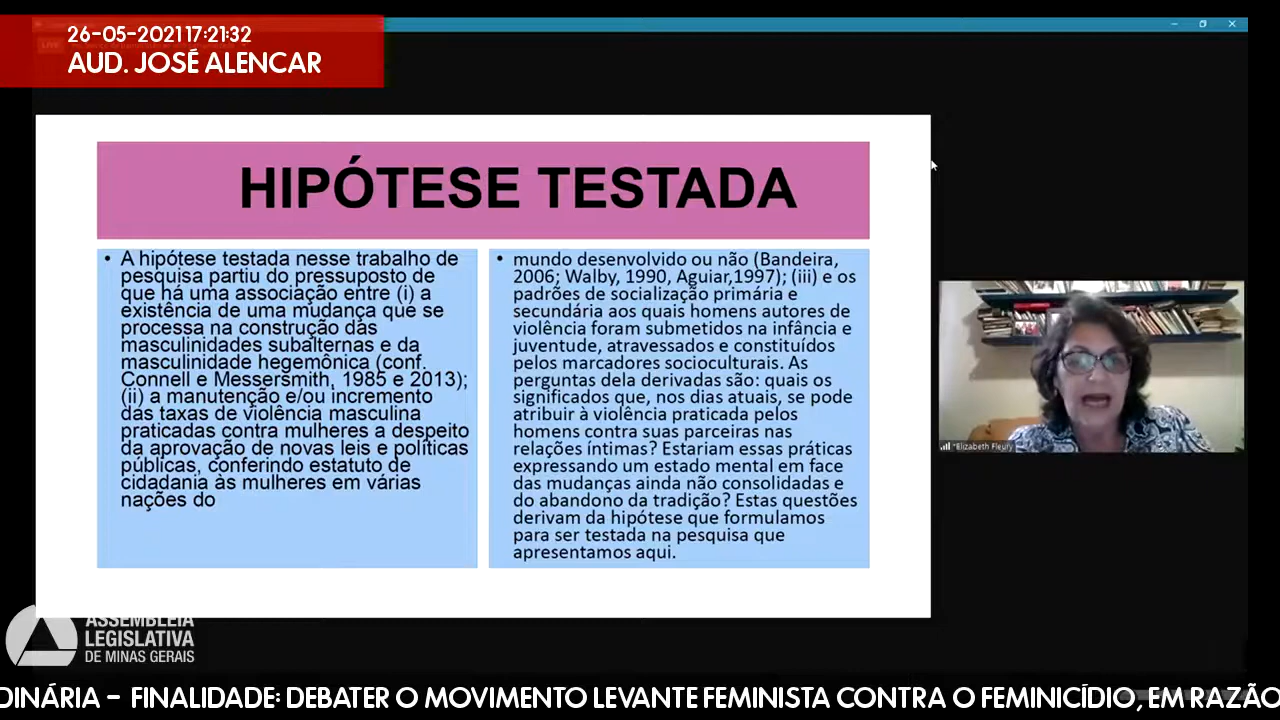 26-05-2021 17:21:32
AUD. JOSÉ ALENCAR
HIPÓTESE TESTADA
• A hipótese testada nesse trabalho de
pesquisa partiu do pressuposto de
que há uma associação entre (i) a
existência de uma mudança que se
processa na construção das
masculinidades subalternas e da
masculinidade hegemônica (conf.
Connell e Messersmith, 1985 e 2013);
(ii) a manutenção e/ou incremento
das taxas de violência masculina
praticadas contra mulheres a despeito
da aprovação de novas leis e políticas
públicas, conferindo estatuto de
cidadania às mulheres em várias
nações do
• mundo desenvolvido ou não (Bandeira,
2006; Walby, 1990, Aguiar,1997); (iii) e os
padrões de socialização primária e
secundária aos quais homens autores de
violência foram submetidos na infância e
juventude, atravessados e constituídos
pelos marcadores socioculturais. As
perguntas dela derivadas são: quais os
significados que, nos dias atuais, se pode
atribuir à violência praticada pelos
homens contra suas parceiras nas
relações íntimas? Estariam essas práticas
expressando um estado mental em face
das mudanças ainda não consolidadas e
do abandono da tradição? Estas questões
derivam da hipótese que formulamos
para ser testada na pesquisa que
apresentamos aqui.
*Elizabeth Fleury
ASSEMBLEIA
LEGISLATIVA
DE MINAS GERAIS
DINÁRIA - FINALIDADE: DEBATER O MOVIMENTO LEVANTE FEMINISTA CONTRA O FEMINICÍDIO, EM RAZÃO